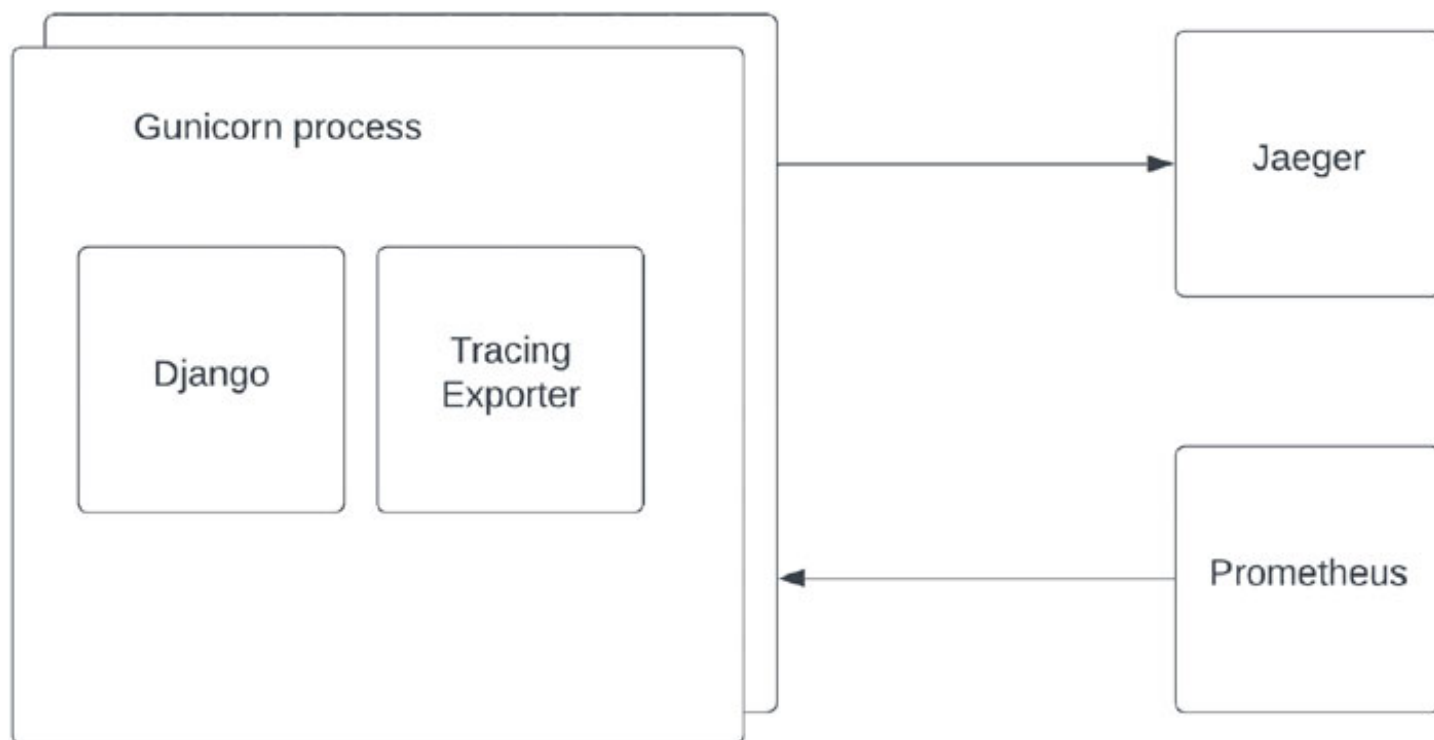 Gunicorn process
Jaeger
Django
Tracing
Exporter
Prometheus